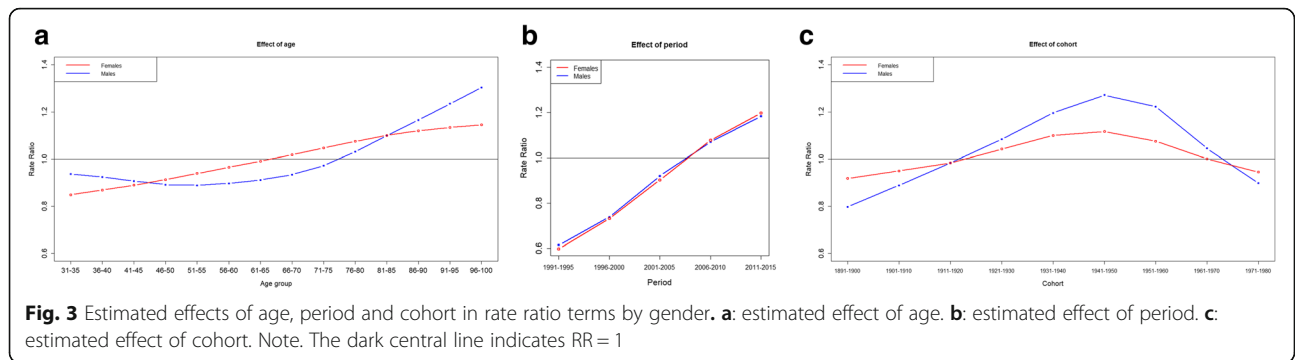 a
Effect of age
Females
Males
Rate Ratio
1.4
1.2
1.0
0.8
0.6
31-35 36-40 41-45 46-50 51-55 56-60 61-65 66-70 71-75 76-80 81-85 86-90 91-95 96-100
Age group
b
Effect of period
Females
Males
Rate Ratio
1.4
1.2
1.0
0.8
0.6
1991-1995 1996-2000 2001-2005 2006-2010 2011-2015
Period
c
Effect of cohort
Females
Males
Rate Ratio
1.4
1.2
1.0
0.8
0.6
1891-1900 1901-1910 1911-1920 1921-1930 1931-1940 1941-1950 1951-1960 1961-1970 1971-1980
Cohort
Fig. 3 Estimated effects of age, period and cohort in rate ratio terms by gender. a: estimated effect of age. b: estimated effect of period. c:
estimated effect of cohort. Note. The dark central line indicates RR = 1